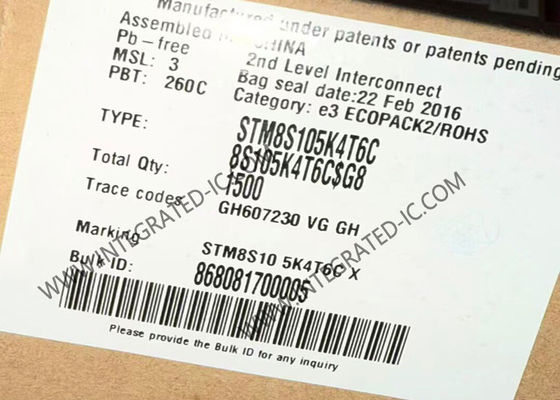 Manufactured under patents or patents pending
Assembled in CHINA
Pb-free 2nd Level Interconnect
MSL: 3 Bag seal date:22 Feb 2016
PBT: 260C Category: e3 ECOPACK2/ROHS
TYPE: STM8S105K4T6C
8S105K4T6C$G8
Total Qty: 1500
Trace codes GH607230 VG GH
Marking STM8S10 5K4T6C X
Bulk ID: 868081700005
Please provide the Bulk ID for any inquiry
WWW.INTEGRATED-IC.COM
WWW.INTEGRATED-IC.COM